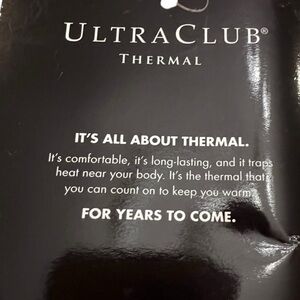 ULTRACLUB®
THERMAL
IT'S ALL ABOUT THERMAL.
It's comfortable, it's long-lasting, and it traps
heat near your body. It's the thermal that
you can count on to keep you warm
FOR YEARS TO COME.